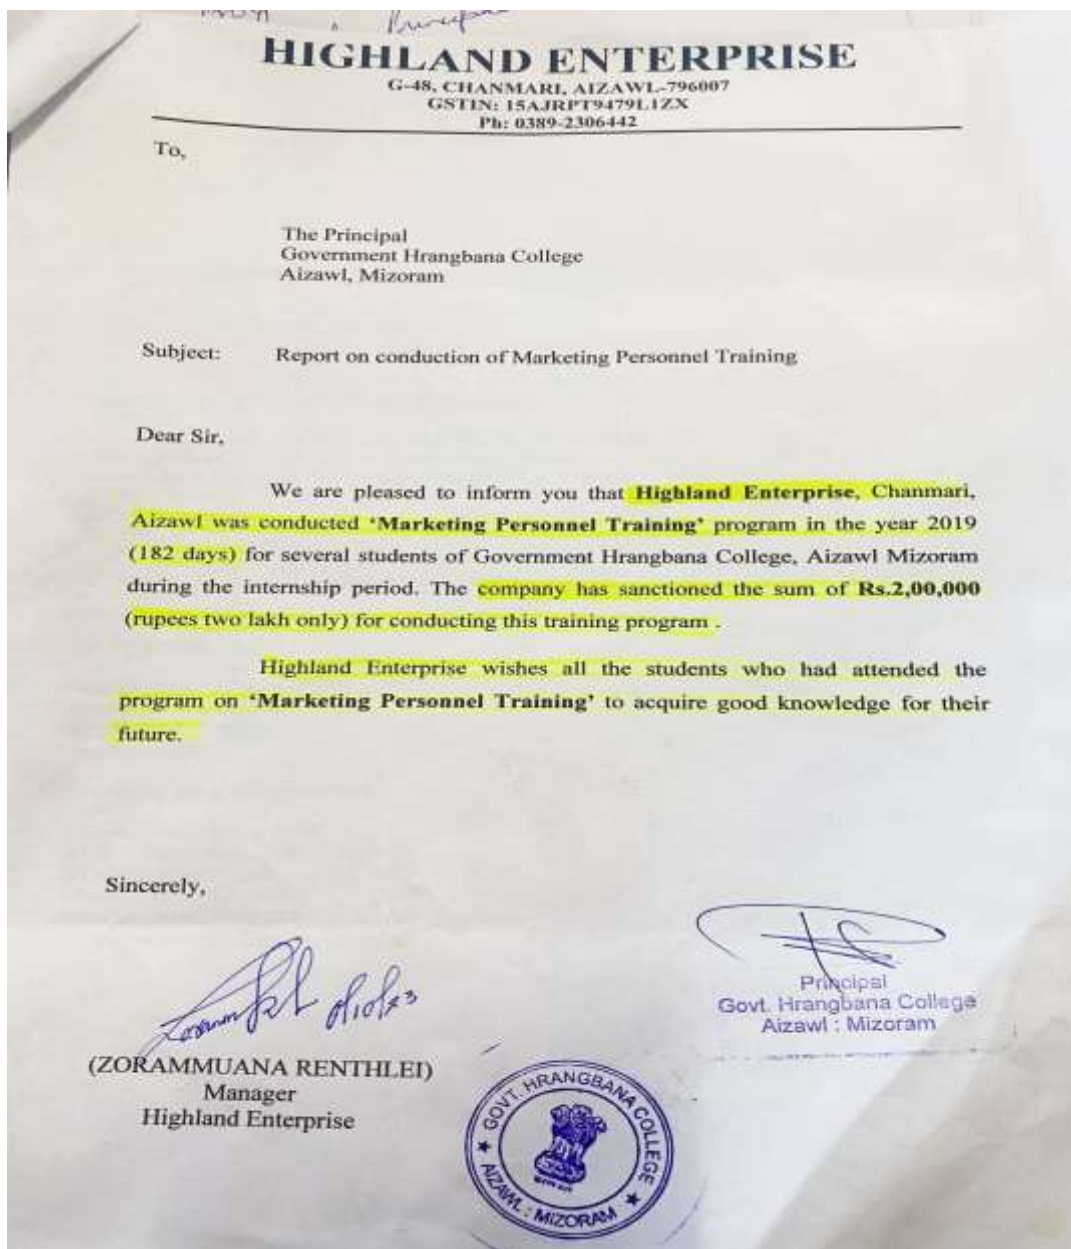 HIGHLAND ENTERPRISE
G-48, CHANMARI, AIZAWL-796007
GSTIN: 15AJRPT9479L1ZX
Ph: 0389-2306442
To,
The Principal
Government Hrangbana College
Aizawl, Mizoram
Subject: Report on conduction of Marketing Personnel Training
Dear Sir,
We are pleased to inform you that Highland Enterprise, Chanmari,
Aizawl was conducted ‘Marketing Personnel Training’ program in the year 2019
(182 days) for several students of Government Hrangbana College, Aizawl Mizoram
during the internship period. The company has sanctioned the sum of Rs.2,00,000
(rupees two lakh only) for conducting this training program .
Highland Enterprise wishes all the students who had attended the
program on ‘Marketing Personnel Training’ to acquire good knowledge for their
future.
Sincerely,
Principal
Govt. Hrangbana College
Aizawl : Mizoram
(ZORAMMUANA RENTHLEI)
Manager
Highland Enterprise
GOVT. HRANGBANA COLLEGE
AIZAWL : MIZORAM